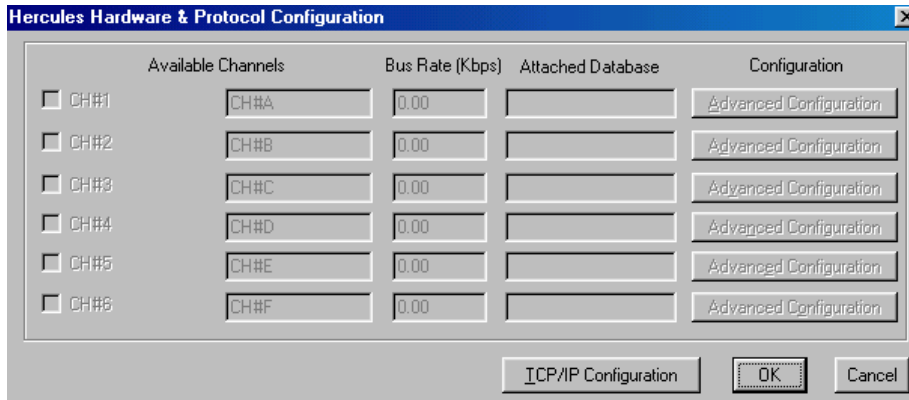 Hercules Hardware & Protocol Configuration
Available Channels Bus Rate (Kbps) Attached Database Configuration
CH#1 CH#A 0.00 Advanced Configuration
CH#2 CH#B 0.00 Advanced Configuration
CH#3 CH#C 0.00 Advanced Configuration
CH#4 CH#D 0.00 Advanced Configuration
CH#5 CH#E 0.00 Advanced Configuration
CH#6 CH#F 0.00 Advanced Configuration
TCP/IP Configuration OK Cancel